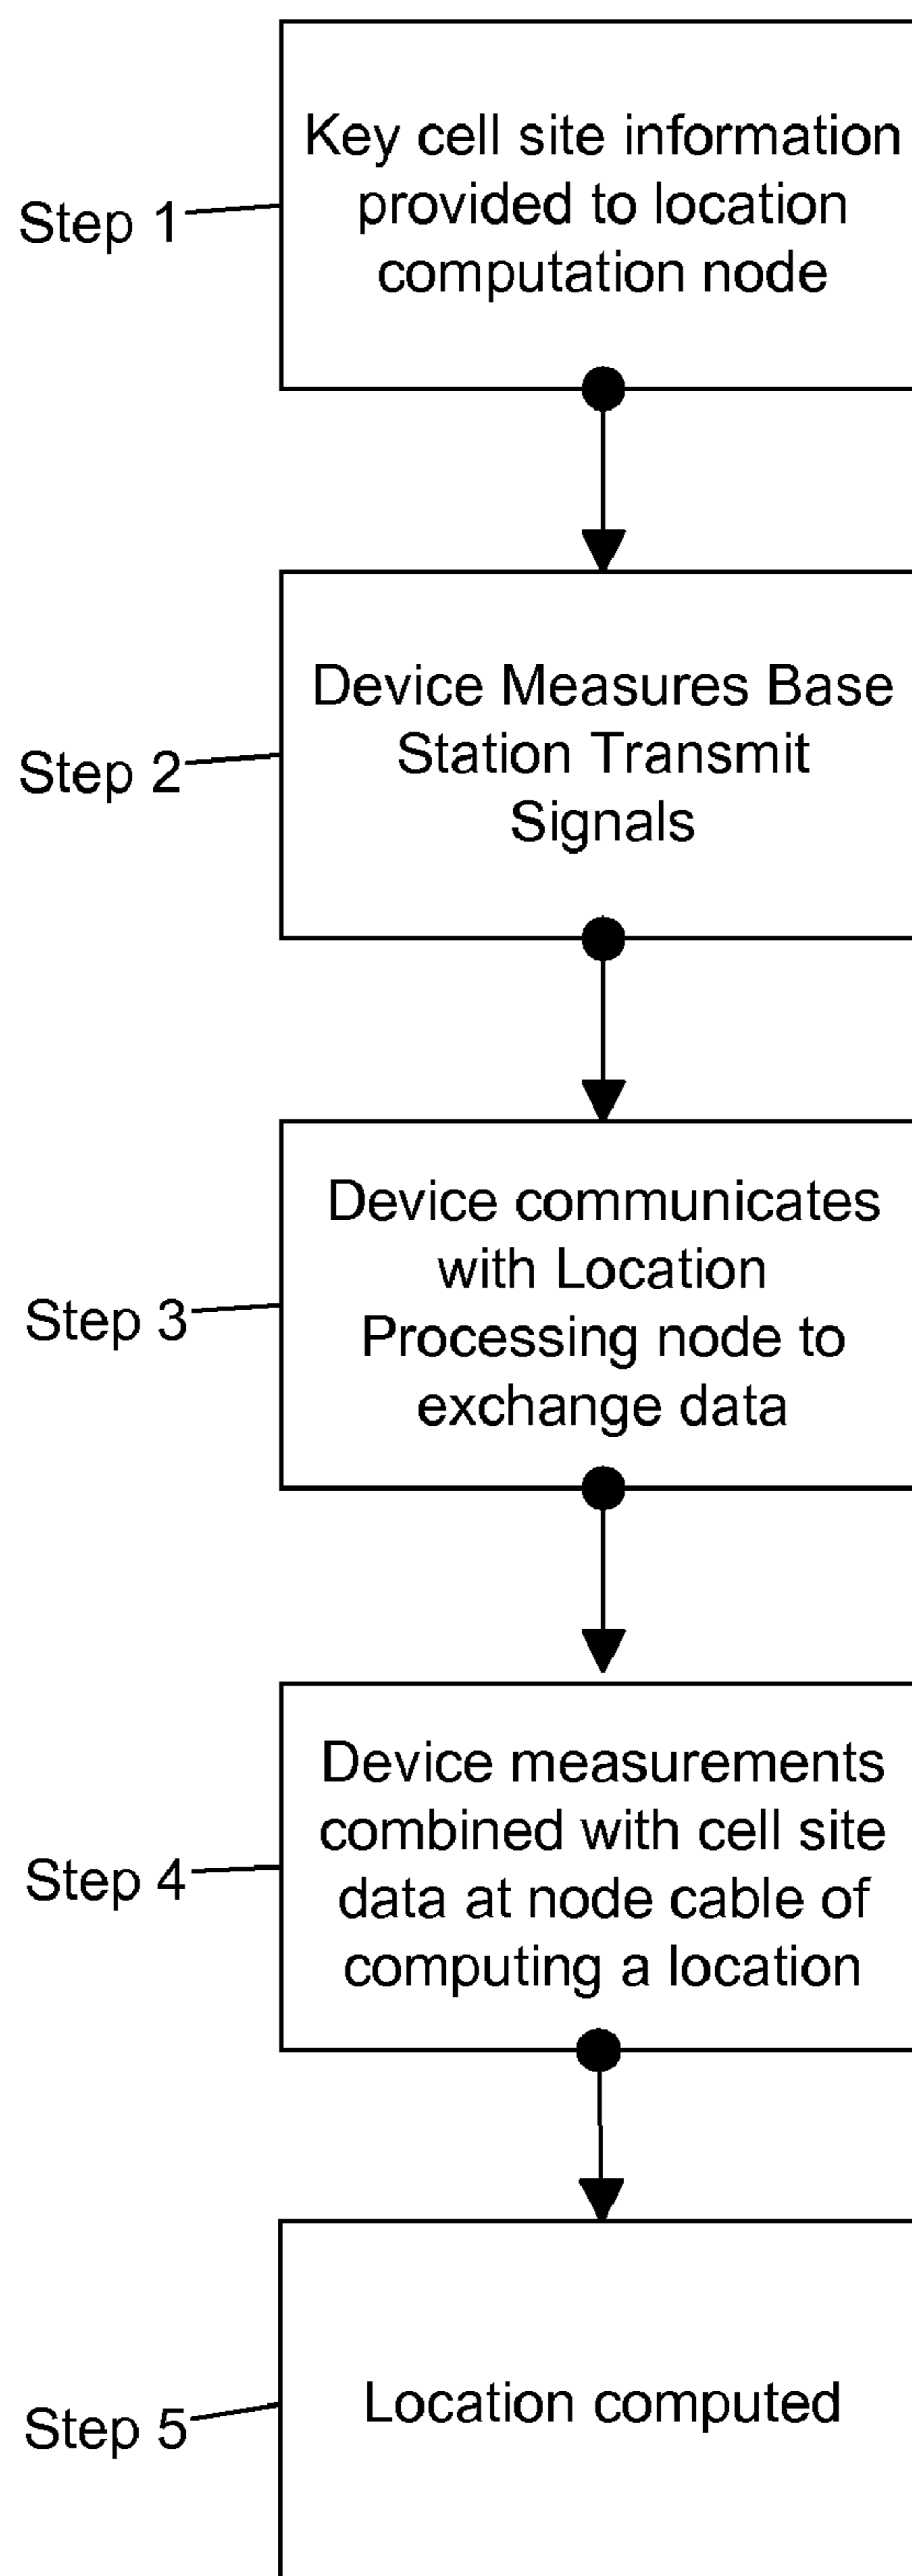 Key cell site information
provided to location
computation node
Step 1
Device Measures Base
Station Transmit
Signals
Step 2
Device communicates
with Location
Processing node to
exchange data
Step 3
Device measurements
combined with cell site
data at node cable of
computing a location
Step 4
Location computed
Step 5